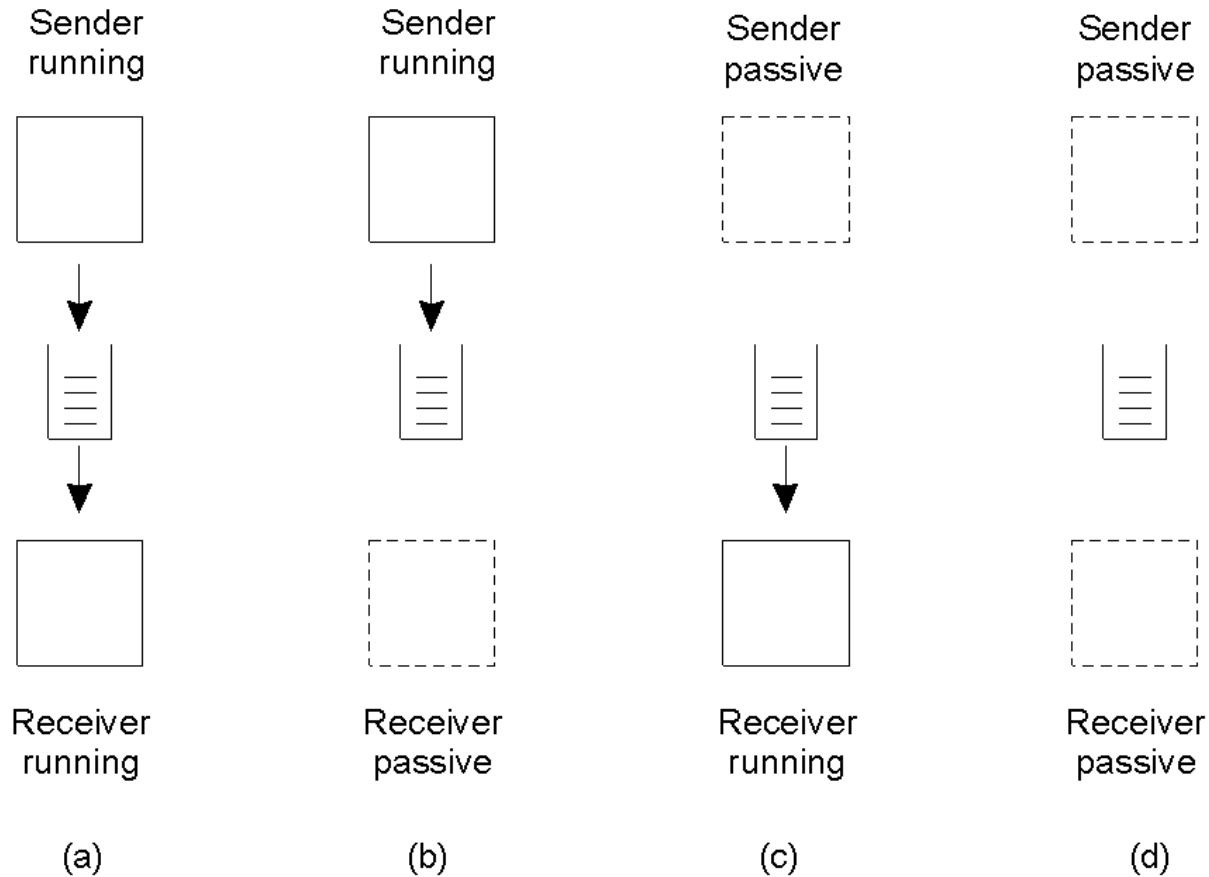 Sender
running
Sender
running
Sender
passive
Sender
passive
Receiver
running
Receiver
passive
Receiver
running
Receiver
passive
(a)
(b)
(c)
(d)